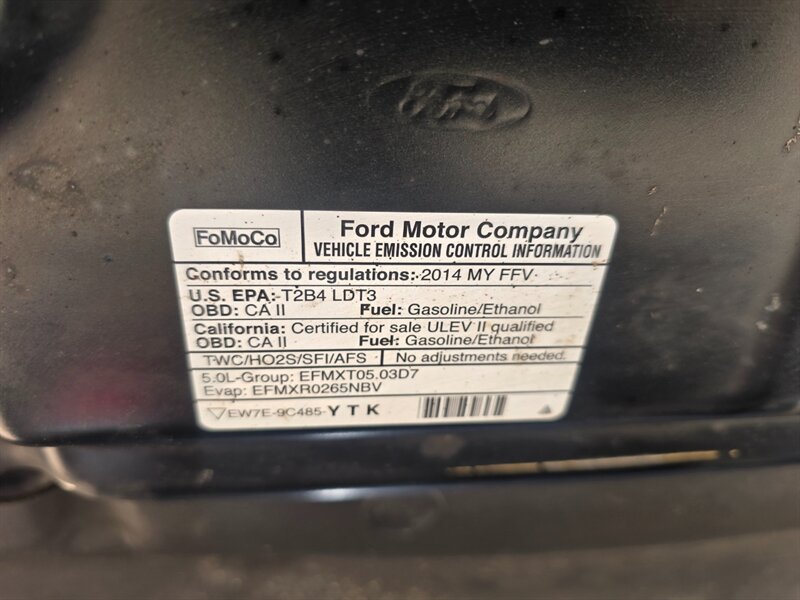 Ford
FoMoCo
Ford Motor Company
VEHICLE EMISSION CONTROL INFORMATION
Conforms to regulations: 2014 MY FFV
U.S. EPA: T2B4 LDT3
OBD: CA II Fuel: Gasoline/Ethanol
California: Certified for sale ULEV II qualified
OBD: CA II Fuel: Gasoline/Ethanol
TWC/HO2S/SFI/AFS No adjustments needed.
5.0L-Group: EFMXT05.03D7
Evap: EFMXR0265NBV
EW7E-9C485-Y T K